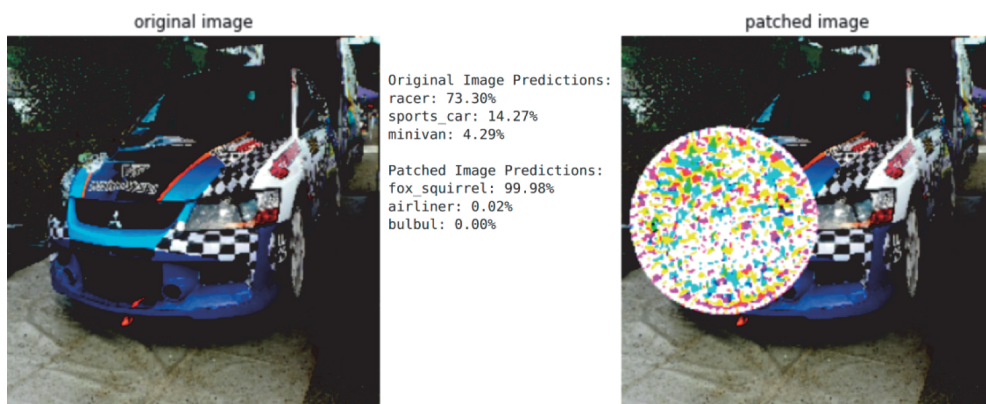 original image
patched image
Original Image Predictions:
racer: 73.30%
sports_car: 14.27%
minivan: 4.29%
Patched Image Predictions:
fox_squirrel: 99.98%
airliner: 0.02%
bulbul: 0.00%